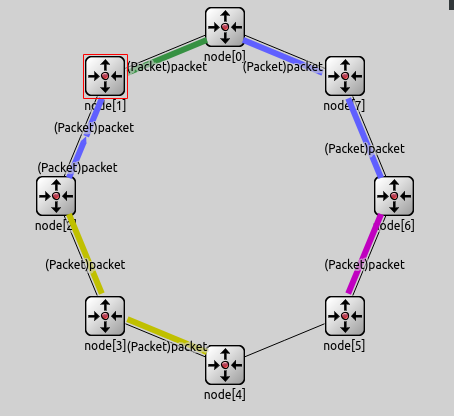 node[0]
(Packet)packet
(Packet)packet
node[1]
node[7]
(Packet)packet
(Packet)packet
(Packet)packet
node[2]
node[6]
(Packet)packet
(Packet)packet
node[3]
(Packet)packet
node[5]
node[4]